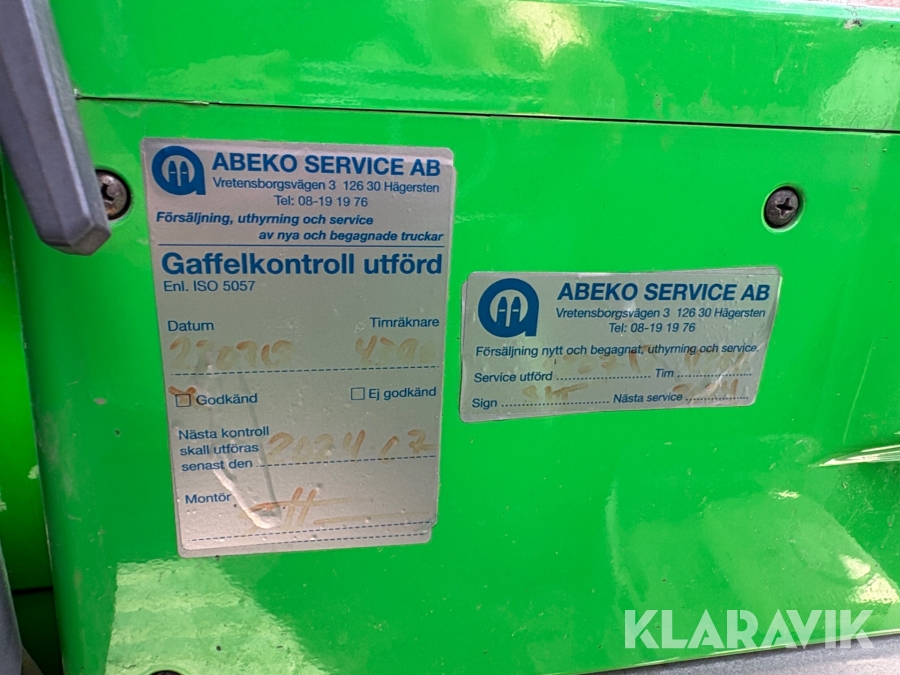 ABEKO SERVICE AB
Vretensborgsvägen 3 126 30 Hägersten
Tel: 08-19 19 76
Försäljning, uthyrning och service
av nya och begagnade truckar
Gaffelkontroll utförd
Enl. ISO 5057
Datum Timräknare
Godkänd Ej godkänd
Nästa kontroll
skall utföras
senast den 2024 07
Montör
ABEKO SERVICE AB
Vretensborgsvägen 3 126 30 Hägersten
Tel: 08-19 19 76
Försäljning nytt och begagnat, uthyrning och service.
Service utförd Tim
Sign Nästa service
KLARAVIK